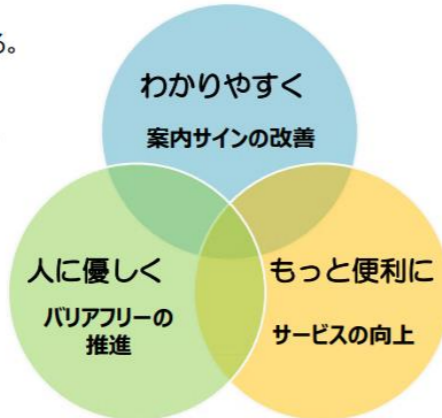 る。
わかりやすく
案内サインの改善
人に優しく
バリアフリーの
推進
もっと便利に
サービスの向上